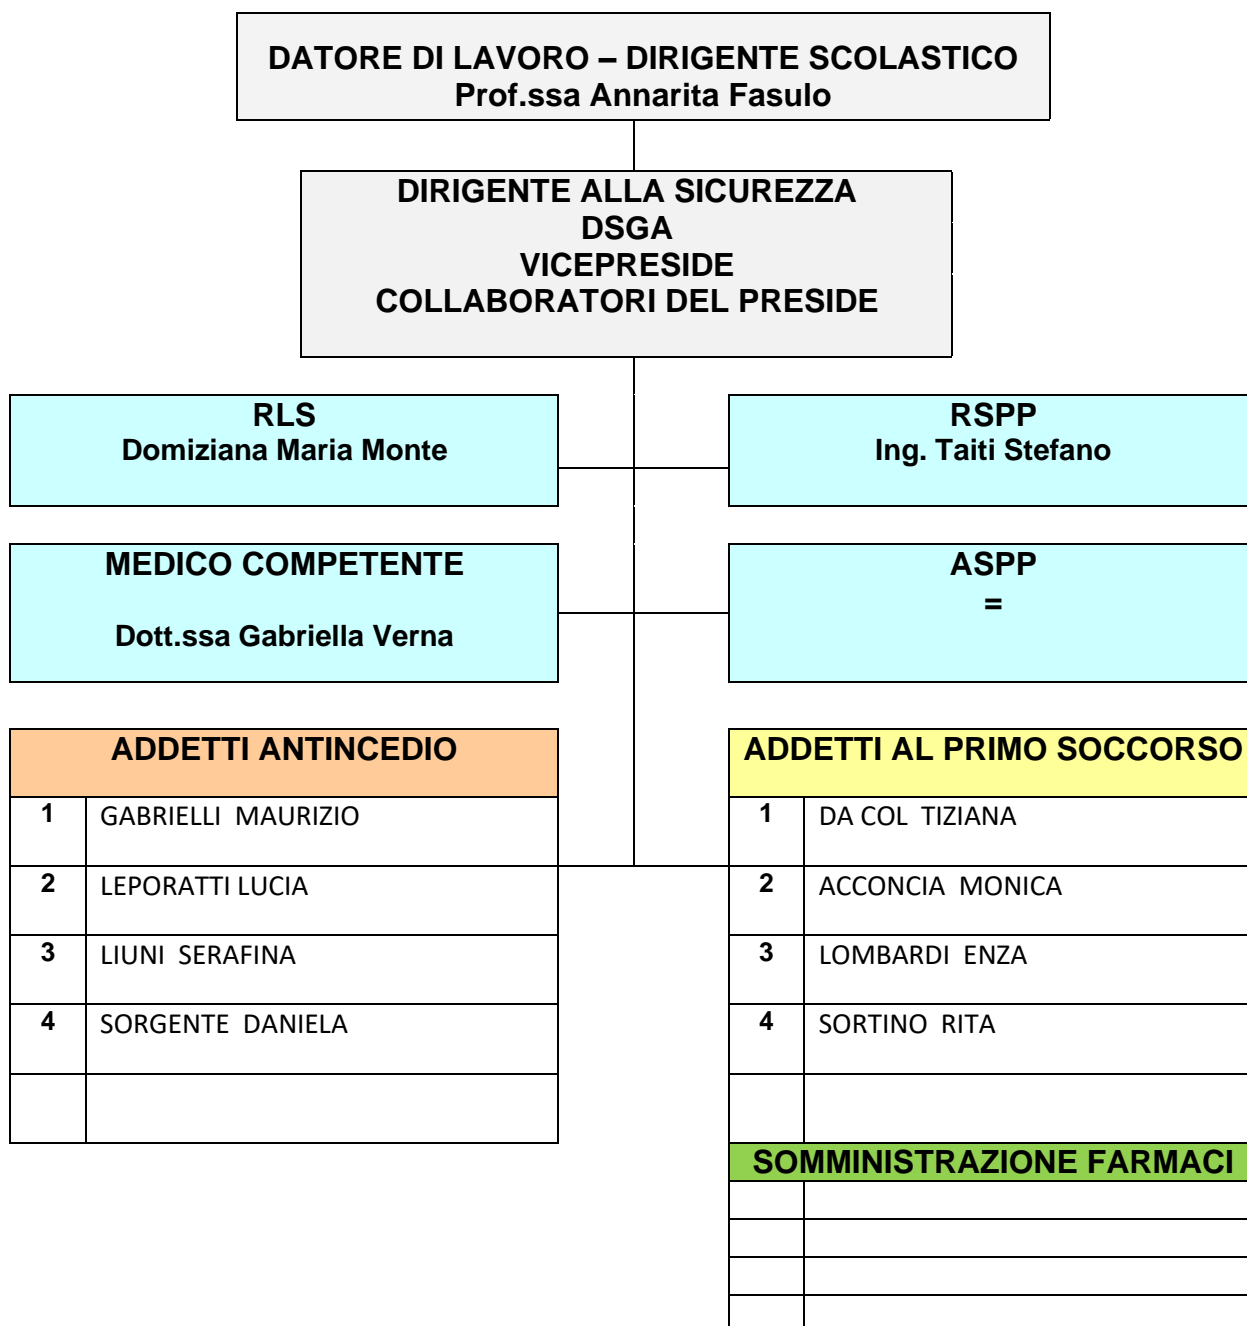 DATORE DI LAVORO – DIRIGENTE SCOLASTICO
Prof.ssa Annarita Fasulo
DIRIGENTE ALLA SICUREZZA
DSGA
VICEPRESIDE
COLLABORATORI DEL PRESIDE
RLS
Domiziana Maria Monte
RSPP
Ing. Taiti Stefano
MEDICO COMPETENTE
Dott.ssa Gabriella Verna
ASPP
=
ADDETTI ANTINCEDIO
1 GABRIELLI MAURIZIO
2 LEPORATTI LUCIA
3 LIUNI SERAFINA
4 SORGENTE DANIELA
ADDETTI AL PRIMO SOCCORSO
1 DA COL TIZIANA
2 ACCONCIA MONICA
3 LOMBARDI ENZA
4 SORTINO RITA
SOMMINISTRAZIONE FARMACI